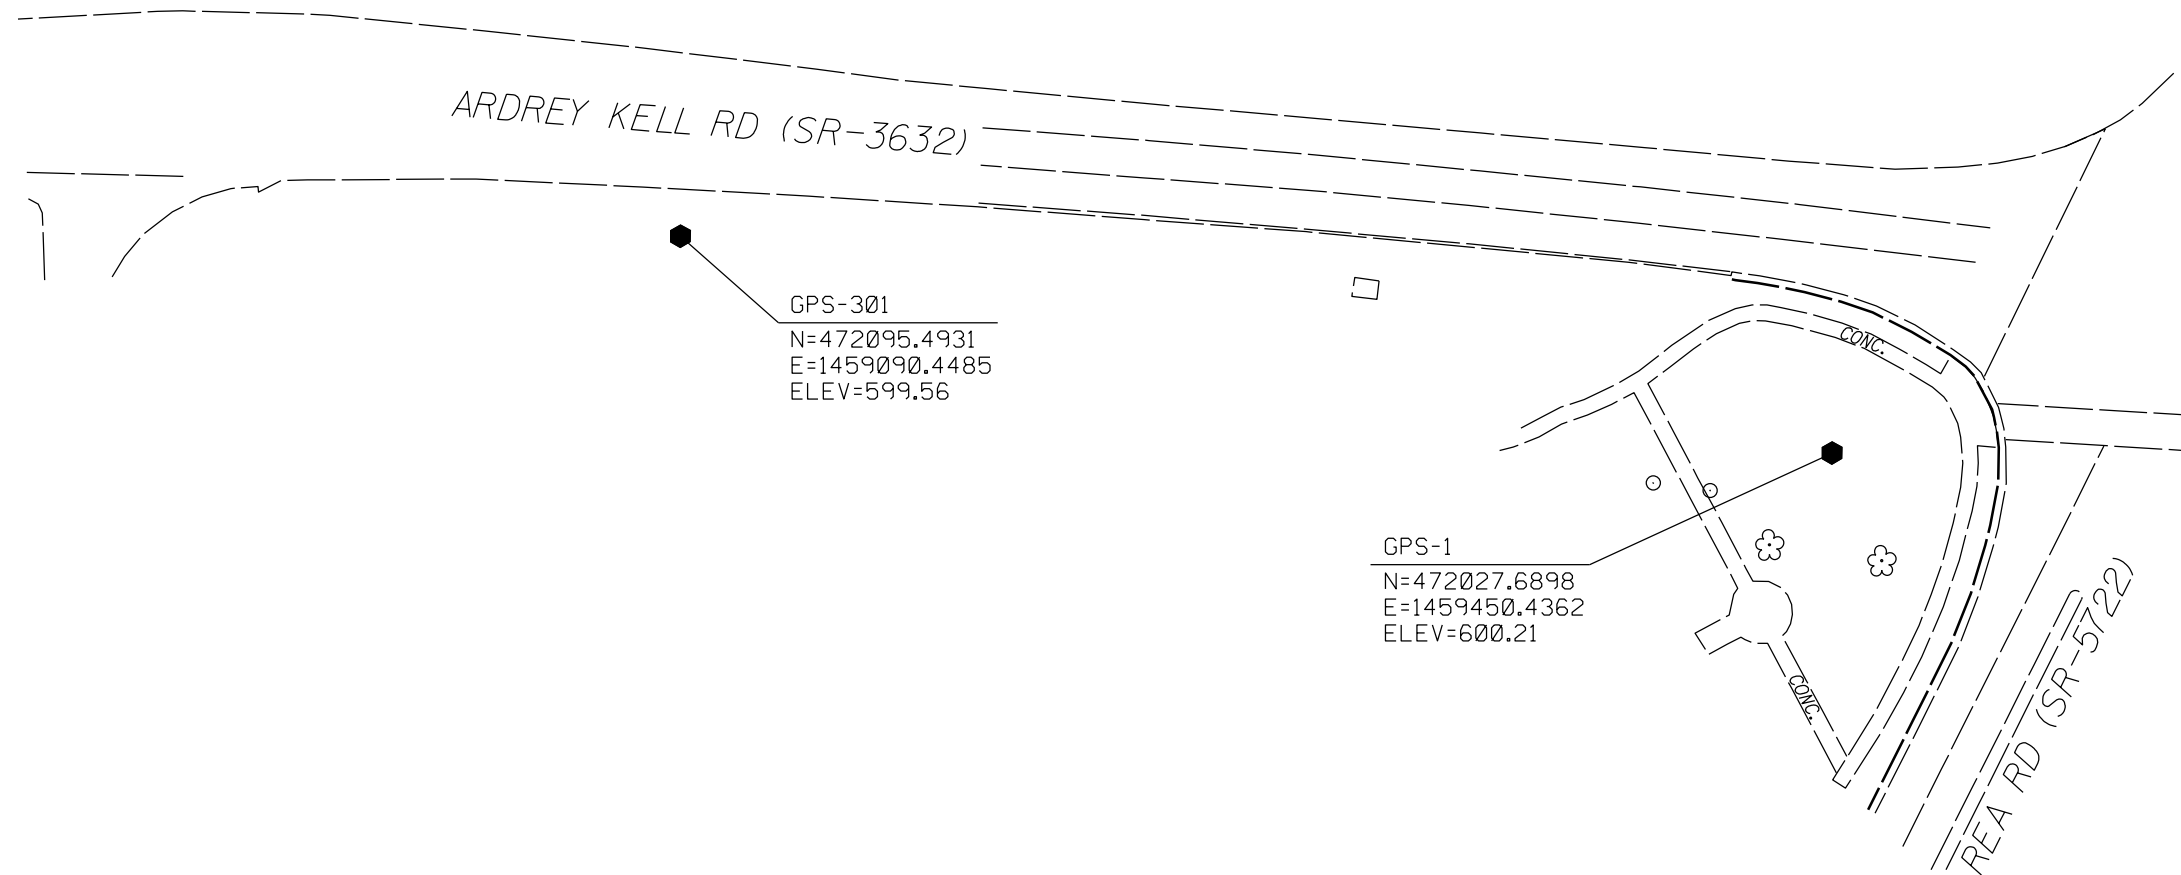 ARDREY KELL RD (SR-3632)
GPS-301
N=472095.4931
E=1459090.4485
ELEV=599.56
CONC.
GPS-1
N=472027.6898
E=1459450.4362
ELEV=600.21
CONC.
REA RD (SR-5722)